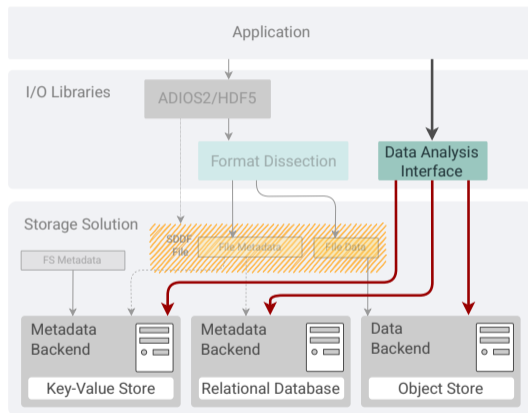 Application
I/O Libraries
ADIOS2/HDF5
Format Dissection
Data Analysis
Interface
Storage Solution
SDDF
File
File Metadata
File Data
FS Metadata
Metadata
Backend
Key-Value Store
Metadata
Backend
Relational Database
Data
Backend
Object Store